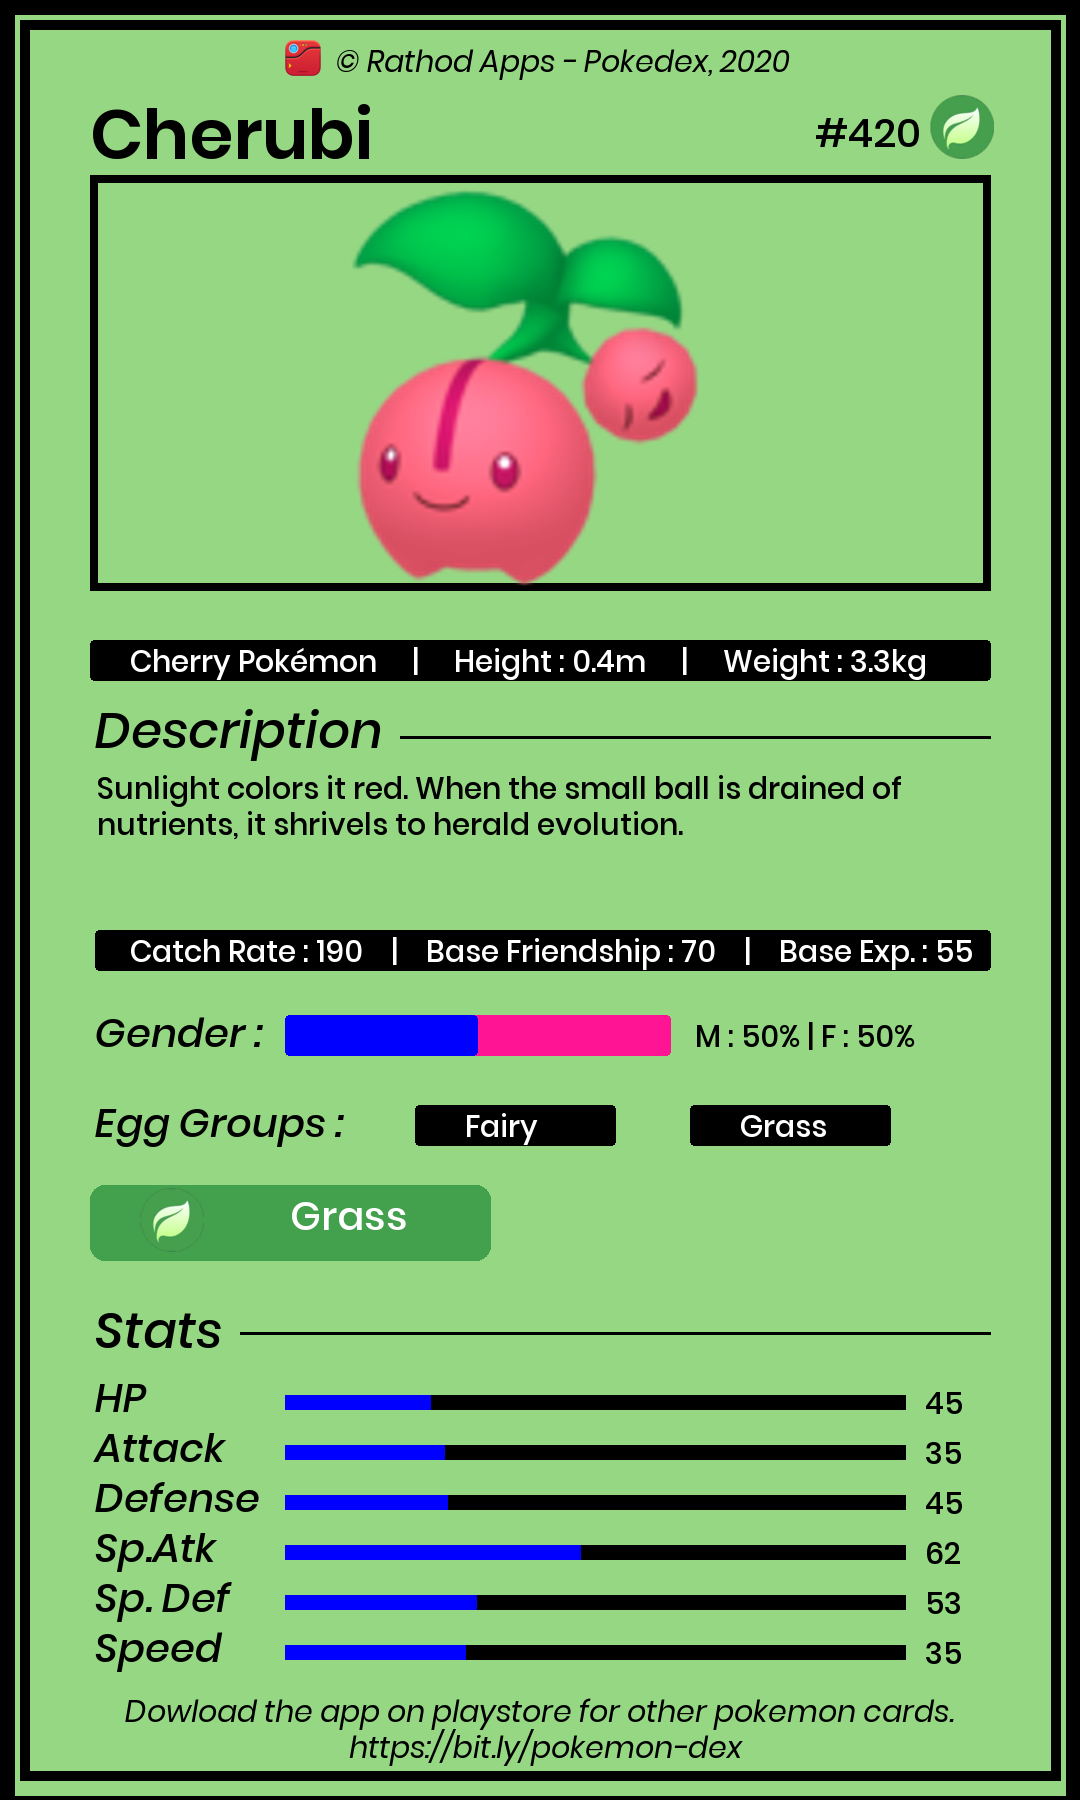 © Rathod Apps - Pokedex, 2020
Cherubi #420
Cherry Pokémon | Height : 0.4m | Weight : 3.3kg
Description
Sunlight colors it red. When the small ball is drained of
nutrients, it shrivels to herald evolution.
Catch Rate : 190 | Base Friendship : 70 | Base Exp. : 55
Gender : M : 50% | F : 50%
Egg Groups : Fairy Grass
Grass
Stats
HP 45
Attack 35
Defense 45
Sp.Atk 62
Sp. Def 53
Speed 35
Dowload the app on playstore for other pokemon cards.
https://bit.ly/pokemon-dex